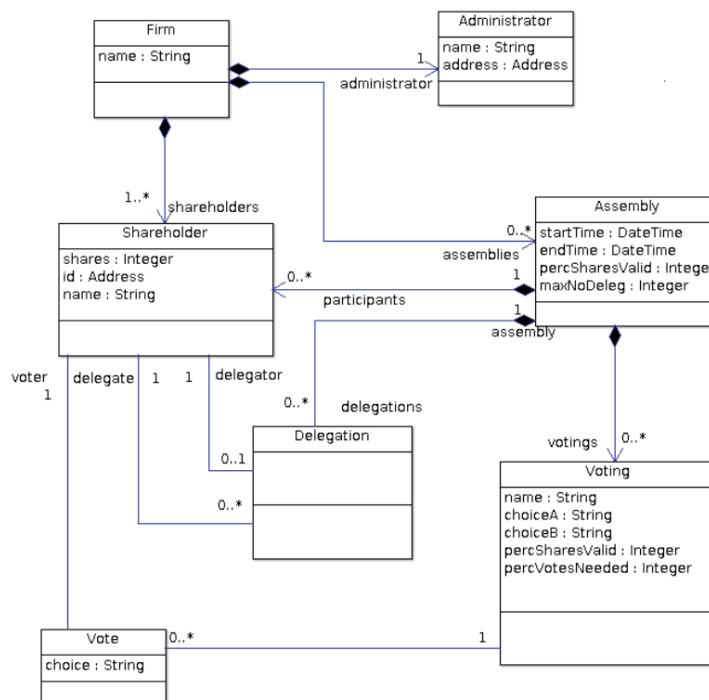 Firm
name : String
Administrator
name : String
address : Address
1
administrator
1..*
shareholders
Shareholder
shares : Integer
id : Address
name : String
Assembly
startTime : DateTime
endTime : DateTime
percSharesValid : Intege
maxNoDeleg : Integer
0..*
assemblies
1
0..*
participants
1
assembly
voter
1
delegate
1
1
delegator
0..*
delegations
Delegation
0..1
0..*
votings
0..*
Voting
name : String
choiceA : String
choiceB : String
percSharesValid : Integer
percVotesNeeded : Integer
Vote
choice : String
0..*
1